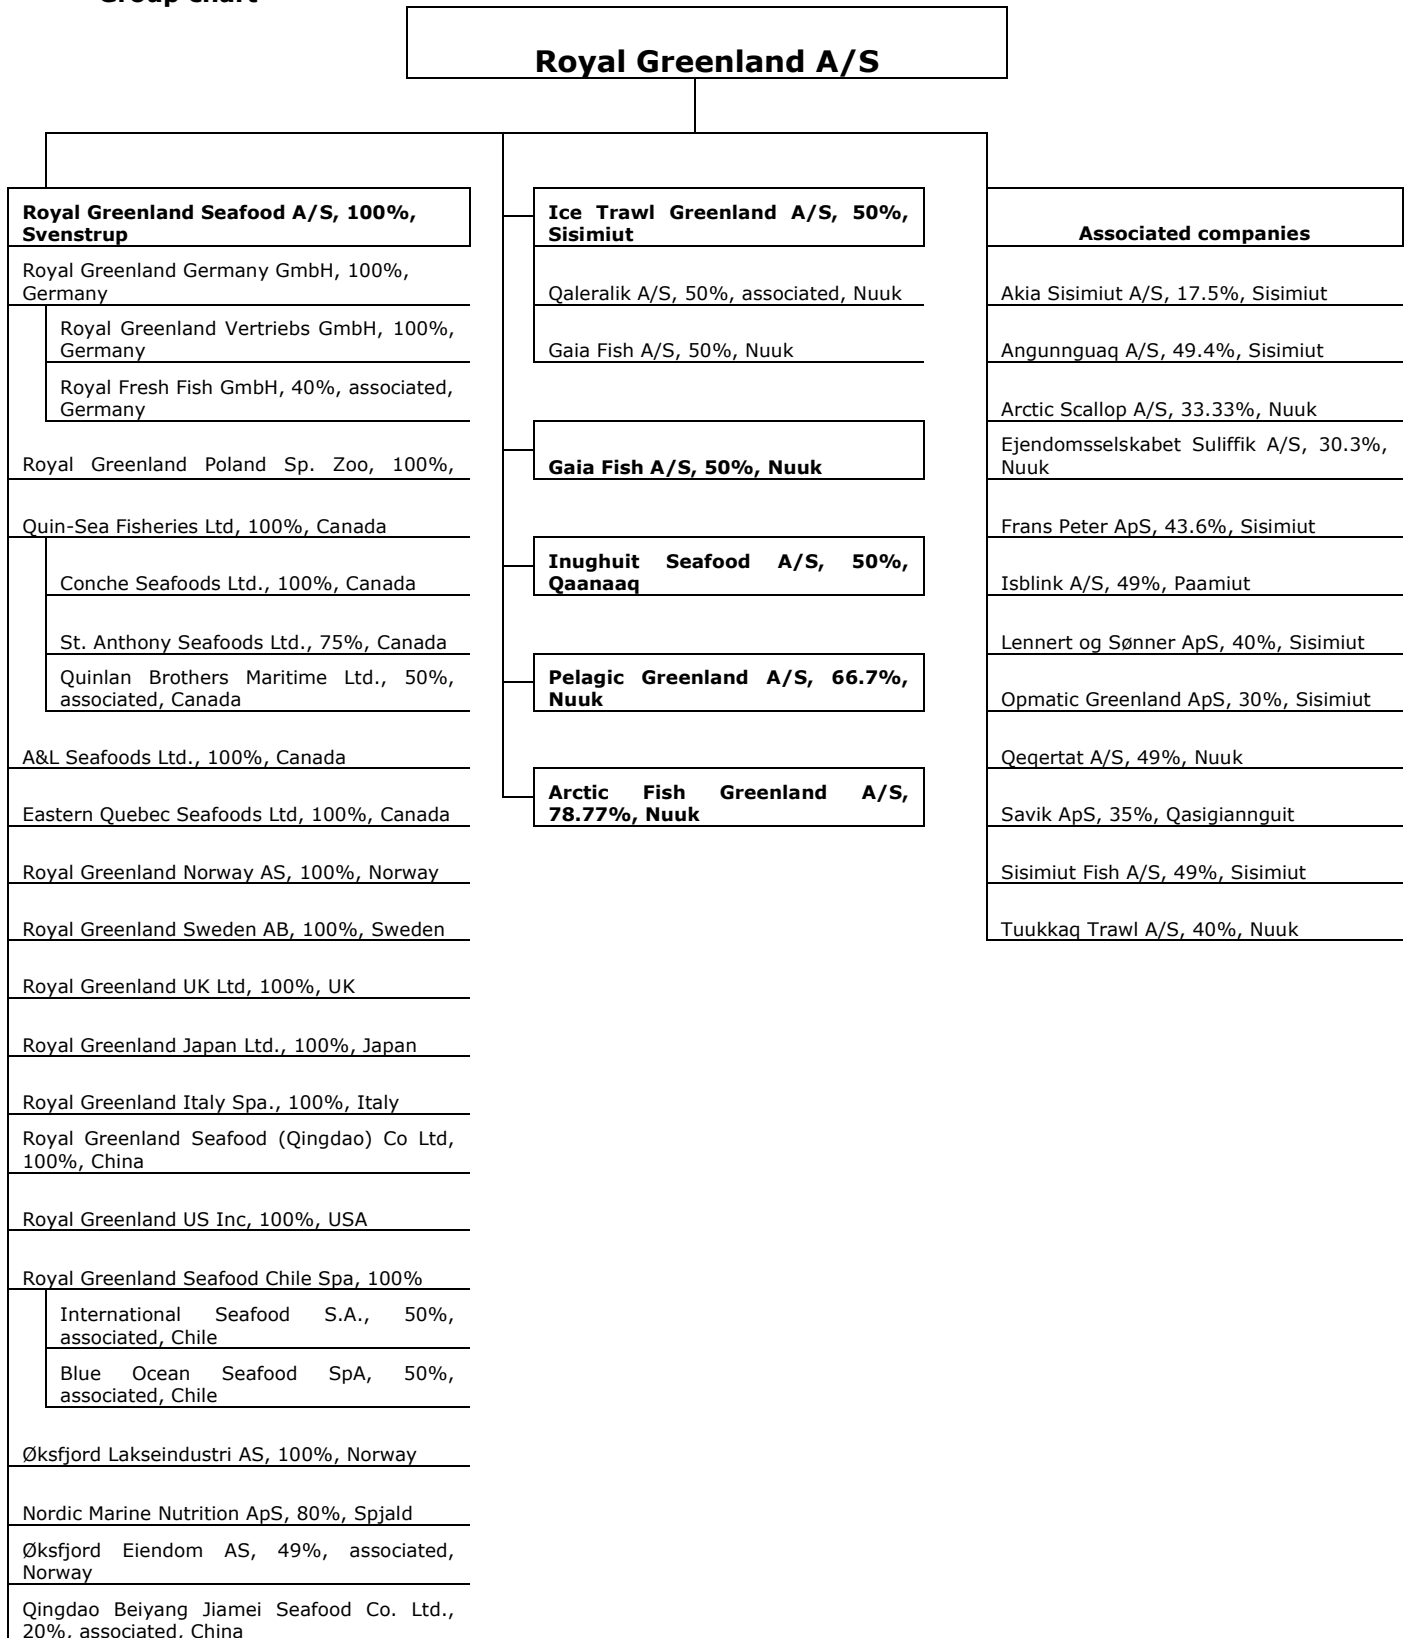 Group chart
Royal Greenland A/S
Royal Greenland Seafood A/S, 100%,
Svenstrup
Royal Greenland Germany GmbH, 100%,
Germany
Royal Greenland Vertriebs GmbH, 100%,
Germany
Royal Fresh Fish GmbH, 40%, associated,
Germany
Royal Greenland Poland Sp. Zoo, 100%,
Quin-Sea Fisheries Ltd, 100%, Canada
Conche Seafoods Ltd., 100%, Canada
St. Anthony Seafoods Ltd., 75%, Canada
Quinlan Brothers Maritime Ltd., 50%,
associated, Canada
A&L Seafoods Ltd., 100%, Canada
Eastern Quebec Seafoods Ltd, 100%, Canada
Royal Greenland Norway AS, 100%, Norway
Royal Greenland Sweden AB, 100%, Sweden
Royal Greenland UK Ltd, 100%, UK
Royal Greenland Japan Ltd., 100%, Japan
Royal Greenland Italy Spa., 100%, Italy
Royal Greenland Seafood (Qingdao) Co Ltd,
100%, China
Royal Greenland US Inc, 100%, USA
Royal Greenland Seafood Chile Spa, 100%
International Seafood S.A., 50%,
associated, Chile
Blue Ocean Seafood SpA, 50%,
associated, Chile
Øksfjord Lakseindustri AS, 100%, Norway
Nordic Marine Nutrition ApS, 80%, Spjald
Øksfjord Eiendom AS, 49%, associated,
Norway
Qingdao Beiyang Jiamei Seafood Co. Ltd.,
20%, associated, China
Ice Trawl Greenland A/S, 50%,
Sisimiut
Qaleralik A/S, 50%, associated, Nuuk
Gaia Fish A/S, 50%, Nuuk
Gaia Fish A/S, 50%, Nuuk
Inughuit Seafood A/S, 50%,
Qaanaaq
Pelagic Greenland A/S, 66.7%,
Nuuk
Arctic Fish Greenland A/S,
78.77%, Nuuk
Associated companies
Akia Sisimiut A/S, 17.5%, Sisimiut
Angunnguaq A/S, 49.4%, Sisimiut
Arctic Scallop A/S, 33.33%, Nuuk
Ejendomsselskabet Suliffik A/S, 30.3%,
Nuuk
Frans Peter ApS, 43.6%, Sisimiut
Isblink A/S, 49%, Paamiut
Lennert og Sønner ApS, 40%, Sisimiut
Opmatic Greenland ApS, 30%, Sisimiut
Qeqertat A/S, 49%, Nuuk
Savik ApS, 35%, Qasigiannguit
Sisimiut Fish A/S, 49%, Sisimiut
Tuukkaq Trawl A/S, 40%, Nuuk